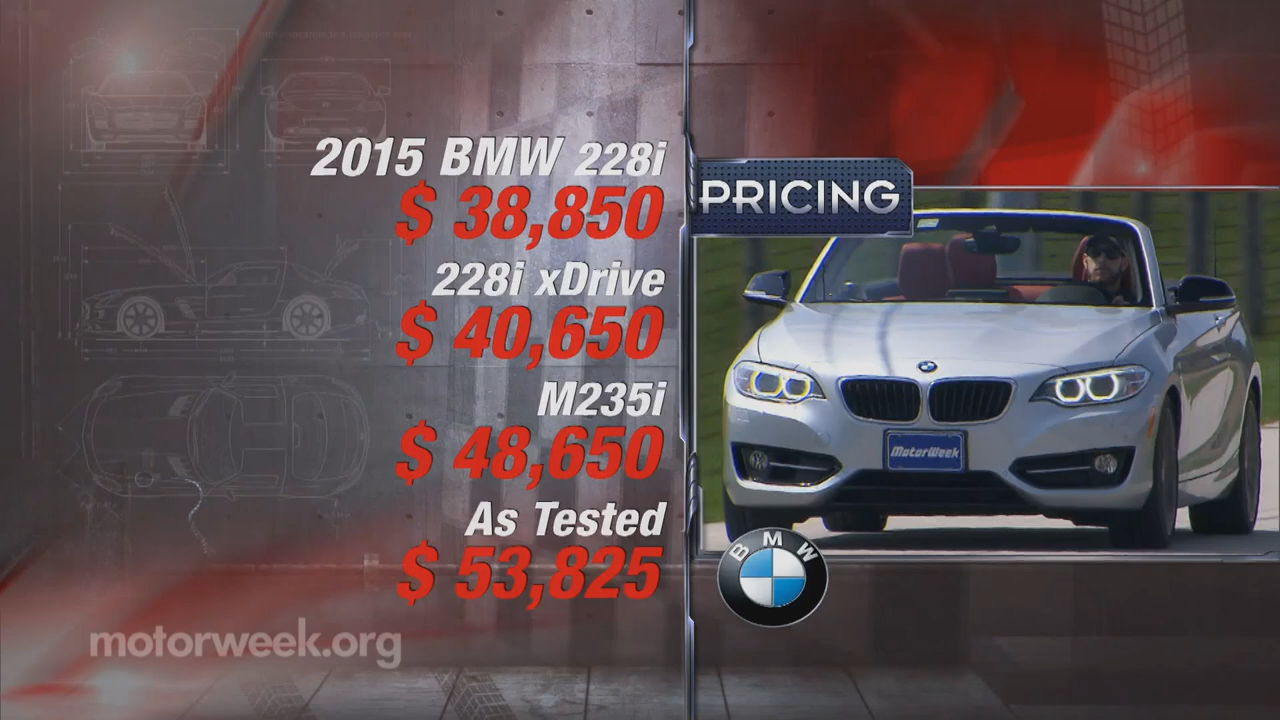 2015 BMW 228i
$ 38,850
228i xDrive
$ 40,650
M235i
$ 48,650
As Tested
$ 53,825
motorweek.org
PRICING
MotorWeek
BMW